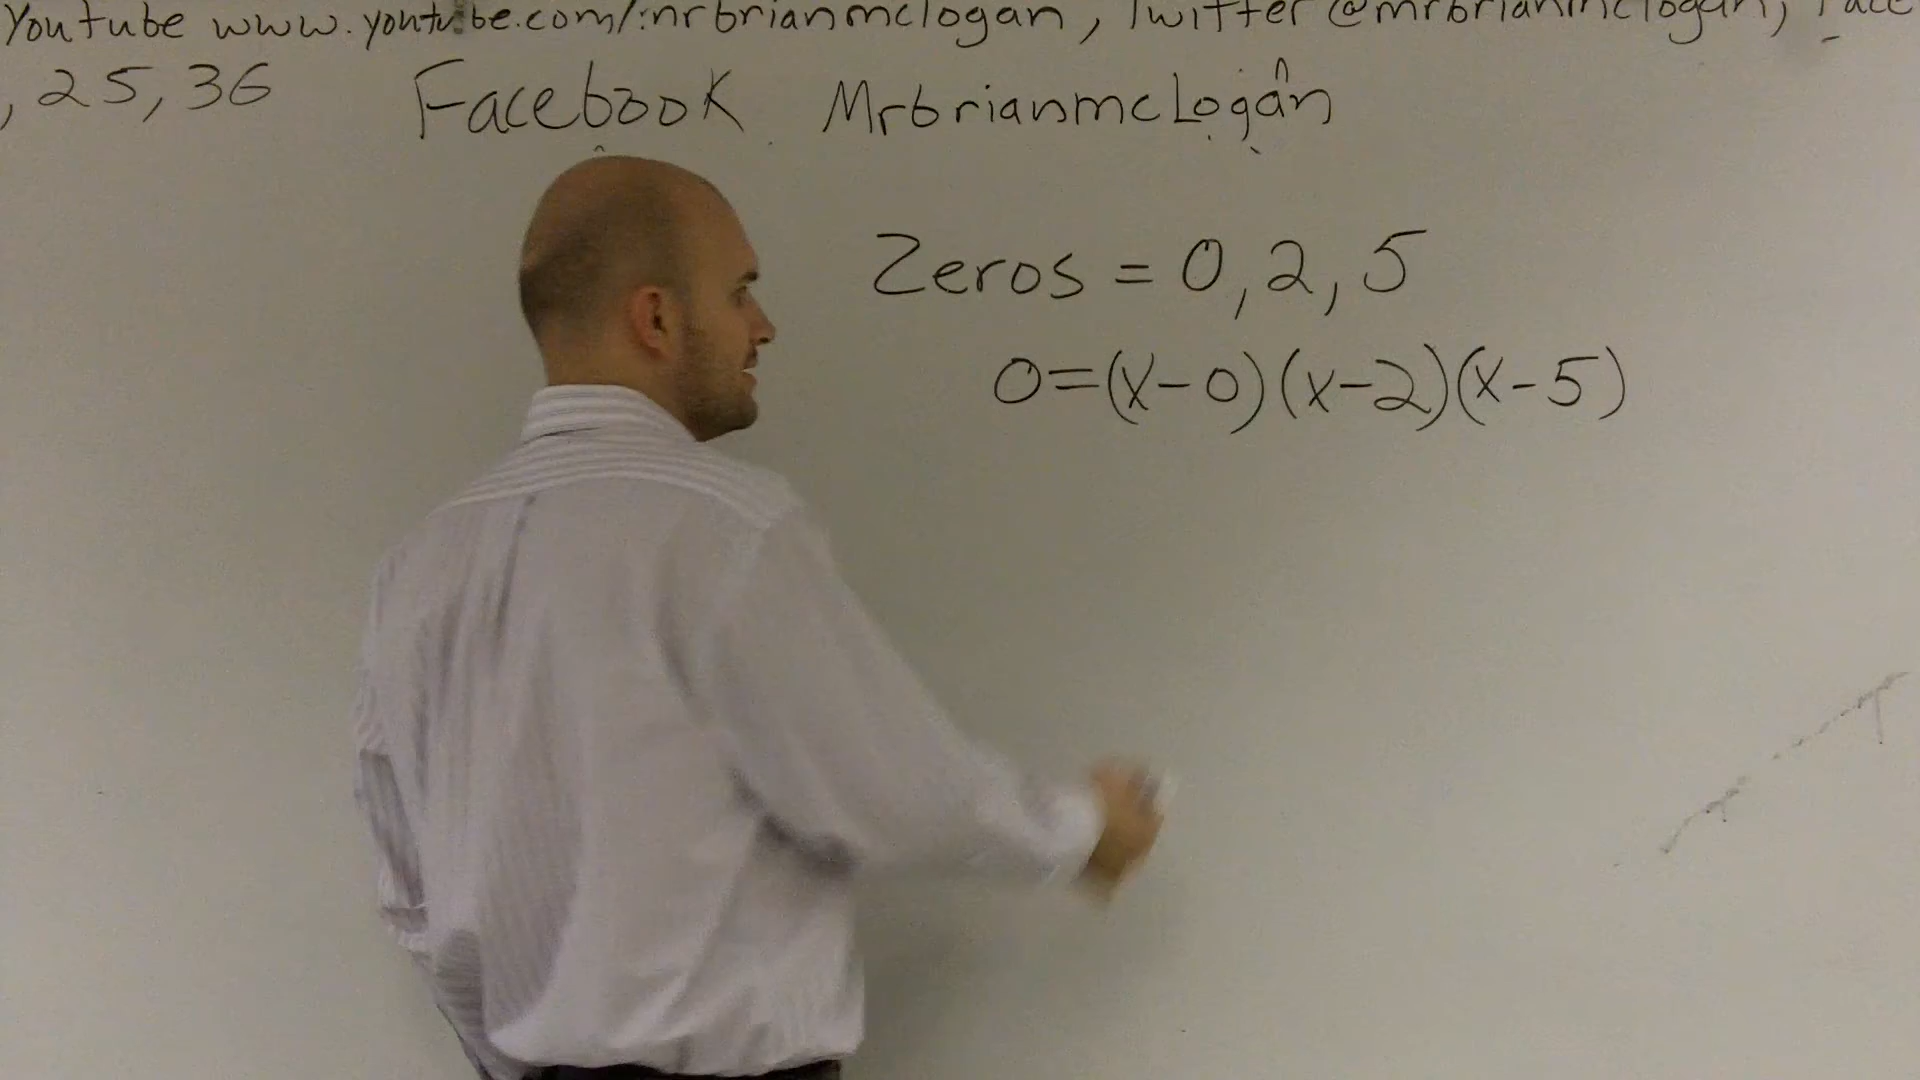 Youtube www.youtube.com/mrbrianmclogan, Twitter @mrbrianmclogan, Face
, 25, 36 Facebook MrbrianmcLogan
Zeros = 0, 2, 5
0=(x-0)(x-2)(x-5)